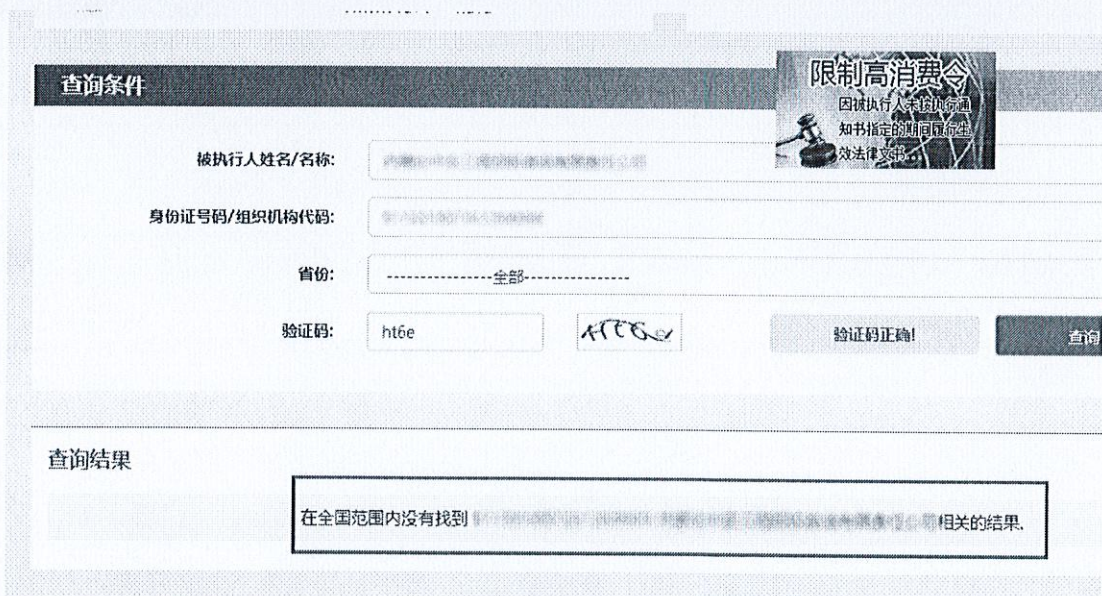 查询条件
限制高消费令
因被执行人未按执行通
知书指定的期间履行生
效法律文书...
被执行人姓名/名称:
身份证号码/组织机构代码:
省份:
----------------全部----------------
验证码:
ht6e
验证码正确!
查询
查询结果
在全国范围内没有找到
相关的结果.